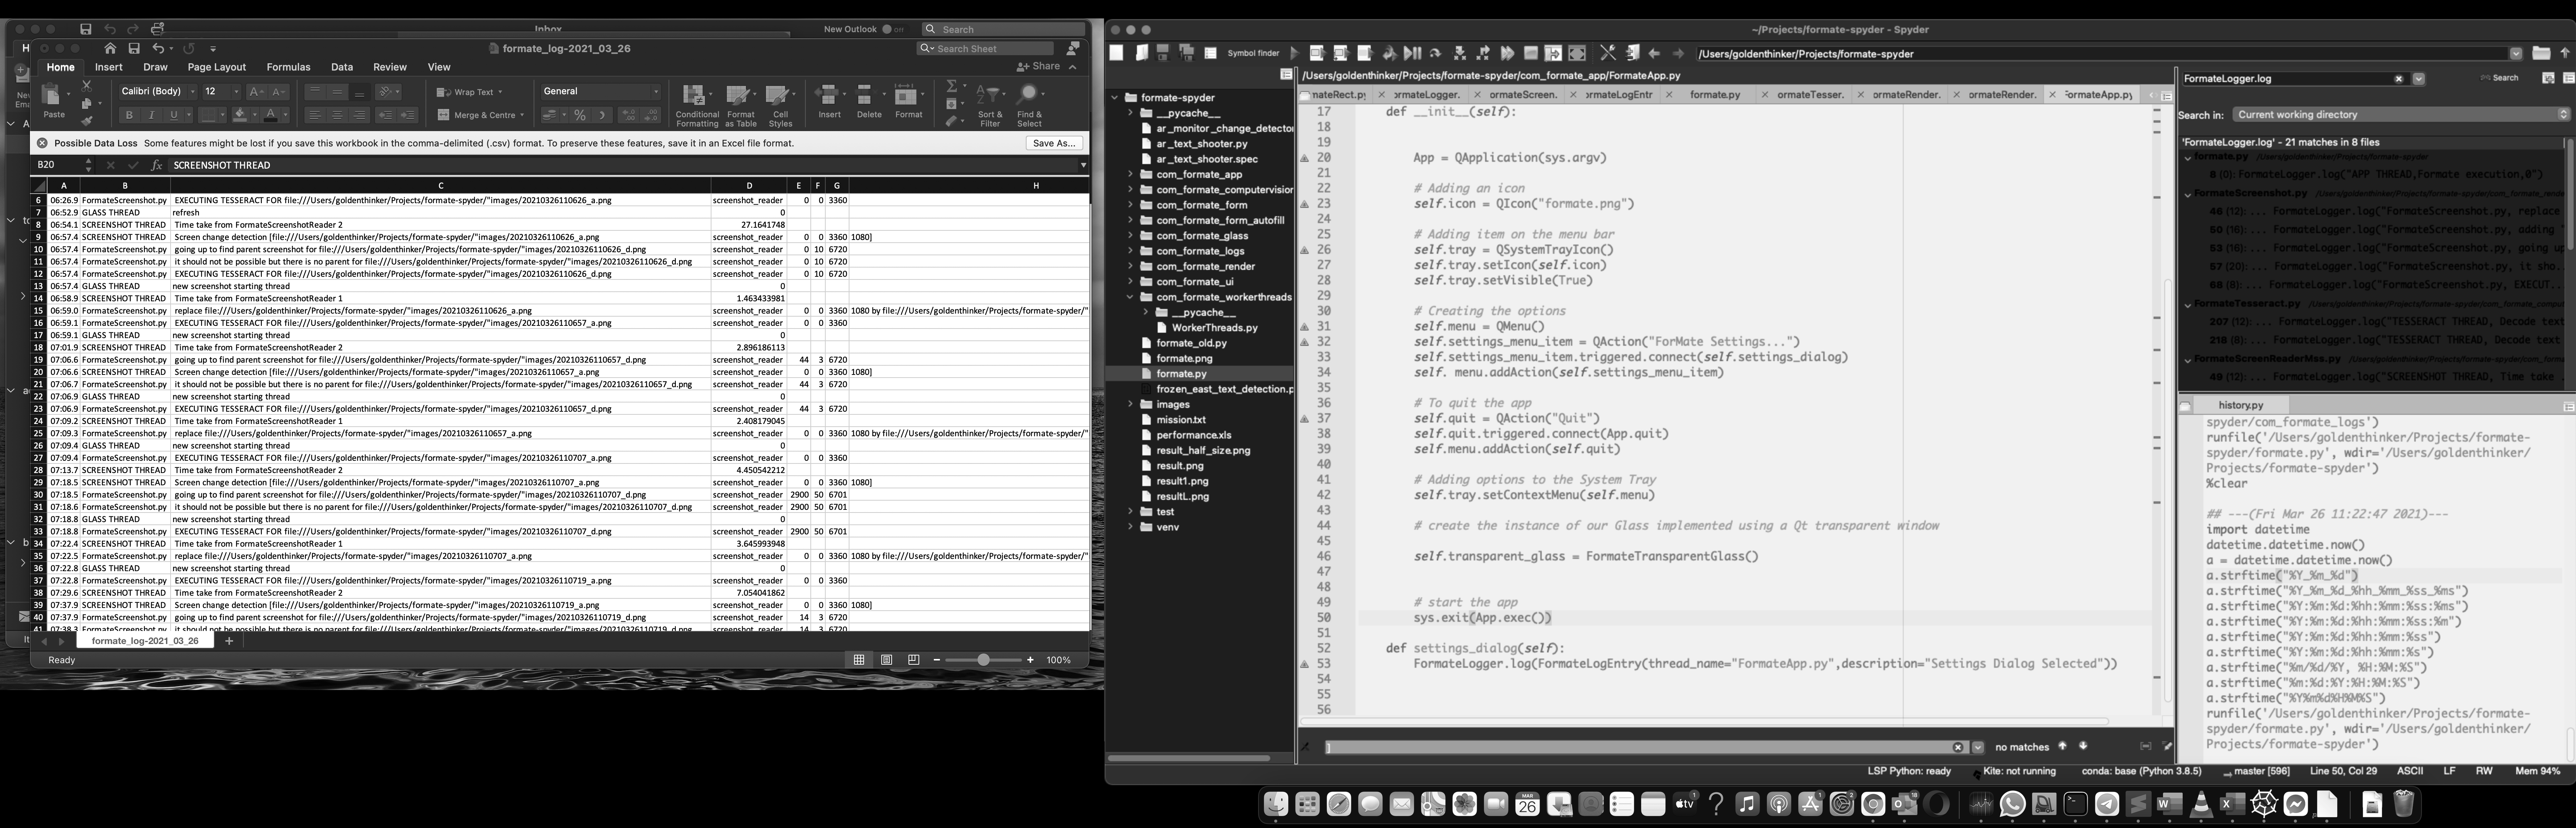 Inbox
New Outlook
Search
formate_log-2021_03_26
Search Sheet
Home Insert Draw Page Layout Formulas Data Review View
Share
Paste
Calibri (Body) 12
Wrap Text
Merge & Centre
General
Conditional Formatting
Format as Table
Cell Styles
Insert Delete Format
Sort & Filter
Find & Select
Possible Data Loss Some features might be lost if you save this workbook in the comma-delimited (.csv) format. To preserve these features, save it in an Excel file format.
Save As...
B20 fx SCREENSHOT THREAD
A B C D E F G H
6 06:26.9 FormateScreenshot.py EXECUTING TESSERACT FOR file:///Users/goldenthinker/Projects/formate-spyder/"images/20210326110626_a.png screenshot_reader 0 0 3360
7 06:52.9 GLASS THREAD refresh 0
8 06:54.1 SCREENSHOT THREAD Time take from FormateScreenshotReader 2 27.1641748
9 06:57.4 SCREENSHOT THREAD Screen change detection [file:///Users/goldenthinker/Projects/formate-spyder/"images/20210326110626_a.png screenshot_reader 0 0 3360 1080]
10 06:57.4 FormateScreenshot.py going up to find parent screenshot for file:///Users/goldenthinker/Projects/formate-spyder/"images/20210326110626_d.png screenshot_reader 0 10 6720
11 06:57.4 FormateScreenshot.py it should not be possible but there is no parent for file:///Users/goldenthinker/Projects/formate-spyder/"images/20210326110626_d.png screenshot_reader 0 10 6720
12 06:57.4 FormateScreenshot.py EXECUTING TESSERACT FOR file:///Users/goldenthinker/Projects/formate-spyder/"images/20210326110626_d.png screenshot_reader 0 10 6720
13 06:57.4 GLASS THREAD new screenshot starting thread 0
14 06:58.9 SCREENSHOT THREAD Time take from FormateScreenshotReader 1 1.463433981
15 06:59.0 FormateScreenshot.py replace file:///Users/goldenthinker/Projects/formate-spyder/"images/20210326110626_a.png screenshot_reader 0 0 3360 1080 by file:///Users/goldenthinker/Projects/formate-spyder/"
16 06:59.1 FormateScreenshot.py EXECUTING TESSERACT FOR file:///Users/goldenthinker/Projects/formate-spyder/"images/20210326110657_a.png screenshot_reader 0 0 3360
17 06:59.1 GLASS THREAD new screenshot starting thread 0
18 07:01.9 SCREENSHOT THREAD Time take from FormateScreenshotReader 2 2.896186113
19 07:06.6 FormateScreenshot.py going up to find parent screenshot for file:///Users/goldenthinker/Projects/formate-spyder/"images/20210326110657_d.png screenshot_reader 44 3 6720
20 07:06.6 SCREENSHOT THREAD Screen change detection [file:///Users/goldenthinker/Projects/formate-spyder/"images/20210326110657_a.png screenshot_reader 0 0 3360 1080]
21 07:06.7 FormateScreenshot.py it should not be possible but there is no parent for file:///Users/goldenthinker/Projects/formate-spyder/"images/20210326110657_d.png screenshot_reader 44 3 6720
22 07:06.9 GLASS THREAD new screenshot starting thread 0
23 07:06.9 FormateScreenshot.py EXECUTING TESSERACT FOR file:///Users/goldenthinker/Projects/formate-spyder/"images/20210326110657_d.png screenshot_reader 44 3 6720
24 07:09.2 SCREENSHOT THREAD Time take from FormateScreenshotReader 1 2.408179045
25 07:09.3 FormateScreenshot.py replace file:///Users/goldenthinker/Projects/formate-spyder/"images/20210326110657_a.png screenshot_reader 0 0 3360 1080 by file:///Users/goldenthinker/Projects/formate-spyder/"
26 07:09.4 GLASS THREAD new screenshot starting thread 0
27 07:09.4 FormateScreenshot.py EXECUTING TESSERACT FOR file:///Users/goldenthinker/Projects/formate-spyder/"images/20210326110707_a.png screenshot_reader 0 0 3360
28 07:13.7 SCREENSHOT THREAD Time take from FormateScreenshotReader 2 4.450542212
29 07:18.5 SCREENSHOT THREAD Screen change detection [file:///Users/goldenthinker/Projects/formate-spyder/"images/20210326110707_a.png screenshot_reader 0 0 3360 1080]
30 07:18.5 FormateScreenshot.py going up to find parent screenshot for file:///Users/goldenthinker/Projects/formate-spyder/"images/20210326110707_d.png screenshot_reader 2900 50 6701
31 07:18.6 FormateScreenshot.py it should not be possible but there is no parent for file:///Users/goldenthinker/Projects/formate-spyder/"images/20210326110707_d.png screenshot_reader 2900 50 6701
32 07:18.8 GLASS THREAD new screenshot starting thread 0
33 07:18.8 FormateScreenshot.py EXECUTING TESSERACT FOR file:///Users/goldenthinker/Projects/formate-spyder/"images/20210326110707_d.png screenshot_reader 2900 50 6701
34 07:22.4 SCREENSHOT THREAD Time take from FormateScreenshotReader 1 3.645993948
35 07:22.5 FormateScreenshot.py replace file:///Users/goldenthinker/Projects/formate-spyder/"images/20210326110707_a.png screenshot_reader 0 0 3360 1080 by file:///Users/goldenthinker/Projects/formate-spyder/"
36 07:22.8 GLASS THREAD new screenshot starting thread 0
37 07:22.8 FormateScreenshot.py EXECUTING TESSERACT FOR file:///Users/goldenthinker/Projects/formate-spyder/"images/20210326110719_a.png screenshot_reader 0 0 3360
38 07:29.6 SCREENSHOT THREAD Time take from FormateScreenshotReader 2 7.054041862
39 07:37.9 SCREENSHOT THREAD Screen change detection [file:///Users/goldenthinker/Projects/formate-spyder/"images/20210326110719_a.png screenshot_reader 0 0 3360 1080]
40 07:37.9 FormateScreenshot.py going up to find parent screenshot for file:///Users/goldenthinker/Projects/formate-spyder/"images/20210326110719_d.png screenshot_reader 14 3 6720
41 07:38.3 FormateScreenshot.py it should not be possible but there is no parent for file:///Users/goldenthinker/Projects/formate-spyder/"images/20210326110719_d.png screenshot_reader 14 3 6720
formate_log-2021_03_26
Ready
100%
~/Projects/formate-spyder - Spyder
Symbol finder
/Users/goldenthinker/Projects/formate-spyder
formate-spyder
__pycache__
ar_monitor_change_detecto
ar_text_shooter.py
ar_text_shooter.spec
com_formate_app
com_formate_computervision
com_formate_form
com_formate_form_autofill
com_formate_glass
com_formate_logs
com_formate_render
com_formate_ui
com_formate_workerthreads
__pycache__
WorkerThreads.py
formate_old.py
formate.png
formate.py
frozen_east_text_detection.p
images
mission.txt
performance.xls
result_half_size.png
result.png
result1.png
resultL.png
test
venv
/Users/goldenthinker/Projects/formate-spyder/com_formate_app/FormateApp.py
nateRect.py ormateLogger. ormateScreen. ormateLogEntr formate.py ormateTesser. ormateRender. ormateRender. FormateApp.py
17 def __init__(self):
18
19
20 App = QApplication(sys.argv)
21
22 # Adding an icon
23 self.icon = QIcon("formate.png")
24
25 # Adding item on the menu bar
26 self.tray = QSystemTrayIcon()
27 self.tray.setIcon(self.icon)
28 self.tray.setVisible(True)
29
30 # Creating the options
31 self.menu = QMenu()
32 self.settings_menu_item = QAction("ForMate Settings...")
33 self.settings_menu_item.triggered.connect(self.settings_dialog)
34 self. menu.addAction(self.settings_menu_item)
35
36 # To quit the app
37 self.quit = QAction("Quit")
38 self.quit.triggered.connect(App.quit)
39 self.menu.addAction(self.quit)
40
41 # Adding options to the System Tray
42 self.tray.setContextMenu(self.menu)
43
44 # create the instance of our Glass implemented using a Qt transparent window
45
46 self.transparent_glass = FormateTransparentGlass()
47
48
49 # start the app
50 sys.exit(App.exec())
51
52 def settings_dialog(self):
53 FormateLogger.log(FormateLogEntry(thread_name="FormateApp.py",description="Settings Dialog Selected"))
54
55
56
]
no matches
FormateLogger.log
Search
Search in: Current working directory
'FormateLogger.log' - 21 matches in 8 files
formate.py /Users/goldenthinker/Projects/formate-spyder
8 (0): FormateLogger.log("APP THREAD,Formate execution,0")
FormateScreenshot.py /Users/goldenthinker/Projects/formate-spyder/com_formate_rende
46 (12): ... FormateLogger.log("FormateScreenshot.py, replace
50 (16): ... FormateLogger.log("FormateScreenshot.py, adding
53 (16): ... FormateLogger.log("FormateScreenshot.py, going up
57 (20): ... FormateLogger.log("FormateScreenshot.py, it sho...
68 (8): ... FormateLogger.log("FormateScreenshot.py, EXECUT...
FormateTesseract.py /Users/goldenthinker/Projects/formate-spyder/com_formate_comput
207 (12): ... FormateLogger.log("TESSERACT THREAD, Decode text
218 (8): ... FormateLogger.log("TESSERACT THREAD, Decode text
FormateScreenReaderMss.py /Users/goldenthinker/Projects/formate-spyder/com_forma
49 (12): ... FormateLogger.log("SCREENSHOT THREAD, Time take
history.py
spyder/com_formate_logs')
runfile('/Users/goldenthinker/Projects/formate-
spyder/formate.py', wdir='/Users/goldenthinker/
Projects/formate-spyder')
%clear
## ---(Fri Mar 26 11:22:47 2021)---
import datetime
datetime.datetime.now()
a = datetime.datetime.now()
a.strftime("%Y_%m_%d")
a.strftime("%Y_%m_%d_%hh_%mm_%ss_%ms")
a.strftime("%Y:%m:%d:%hh:%mm:%ss:%ms")
a.strftime("%Y:%m:%d:%hh:%mm:%ss:%m")
a.strftime("%Y:%m:%d:%hh:%mm:%ss")
a.strftime("%Y:%m:%d:%hh:%mm:%s")
a.strftime("%m/%d/%Y, %H:%M:%S")
a.strftime("%m:%d:%Y:%H:%M:%S")
a.strftime("%Y%m%d%H%M%S")
runfile('/Users/goldenthinker/Projects/formate-
spyder/formate.py', wdir='/Users/goldenthinker/
Projects/formate-spyder')
LSP Python: ready Kite: not running conda: base (Python 3.8.5) master [596] Line 50, Col 29 ASCII LF RW Mem 94%
MAR
26
tv